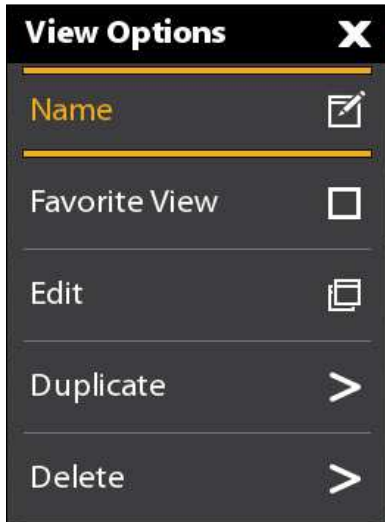 View Options
Name
Favorite View
Edit
Duplicate
Delete